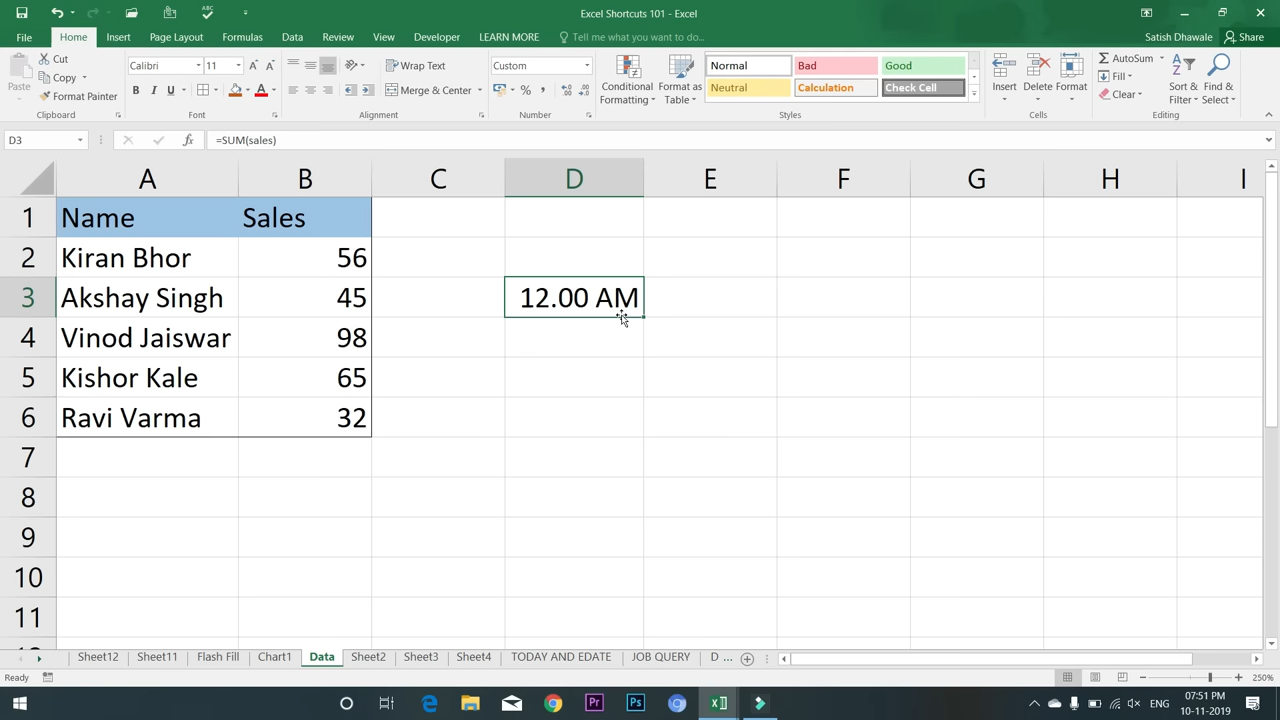 Excel Shortcuts 101 - Excel
File Home Insert Page Layout Formulas Data Review View Developer LEARN MORE Tell me what you want to do... Satish Dhawale Share
Paste
Cut
Copy
Format Painter
Clipboard
Calibri 11
B I U
Font
Wrap Text
Merge & Center
Alignment
Custom
Number
Conditional Formatting
Format as Table
Normal Bad Good
Neutral Calculation Check Cell
Styles
Insert Delete Format
Cells
AutoSum
Fill
Clear
Sort & Filter
Find & Select
Editing
D3 fx =SUM(sales)
A B C D E F G H I
1 Name Sales
2 Kiran Bhor 56
3 Akshay Singh 45 12.00 AM
4 Vinod Jaiswar 98
5 Kishor Kale 65
6 Ravi Varma 32
7
8
9
10
11
Sheet12 Sheet11 Flash Fill Chart1 Data Sheet2 Sheet3 Sheet4 TODAY AND EDATE JOB QUERY D ...
Ready 250%
ENG 07:51 PM
10-11-2019